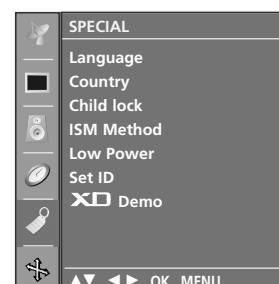 SPECIAL
Language
Country
Child lock
ISM Method
Low Power
Set ID
XD Demo
▲▼ ◄► OK MENU